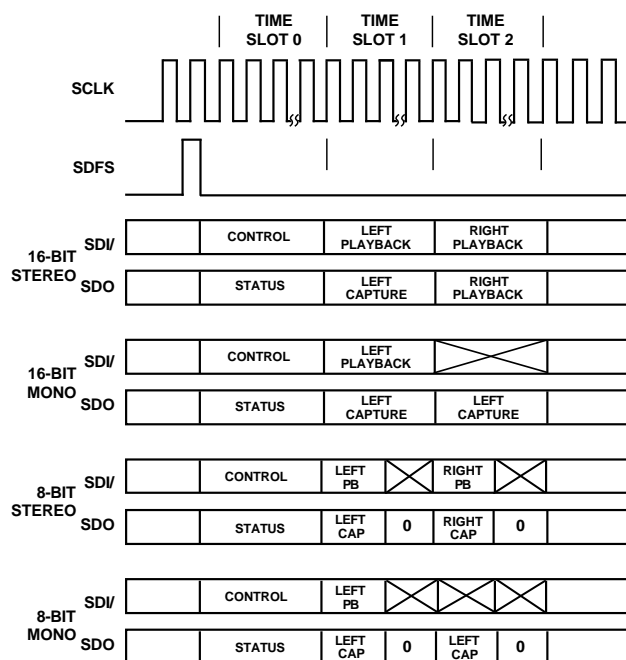 TIME SLOT 0
TIME SLOT 1
TIME SLOT 2
SCLK
SDFS
16-BIT STEREO
SDI/
CONTROL
LEFT PLAYBACK
RIGHT PLAYBACK
SDO
STATUS
LEFT CAPTURE
RIGHT PLAYBACK
16-BIT MONO
SDI/
CONTROL
LEFT PLAYBACK
SDO
STATUS
LEFT CAPTURE
LEFT CAPTURE
8-BIT STEREO
SDI/
CONTROL
LEFT PB
RIGHT PB
SDO
STATUS
LEFT CAP
0
RIGHT CAP
0
8-BIT MONO
SDI/
CONTROL
LEFT PB
SDO
STATUS
LEFT CAP
0
LEFT CAP
0